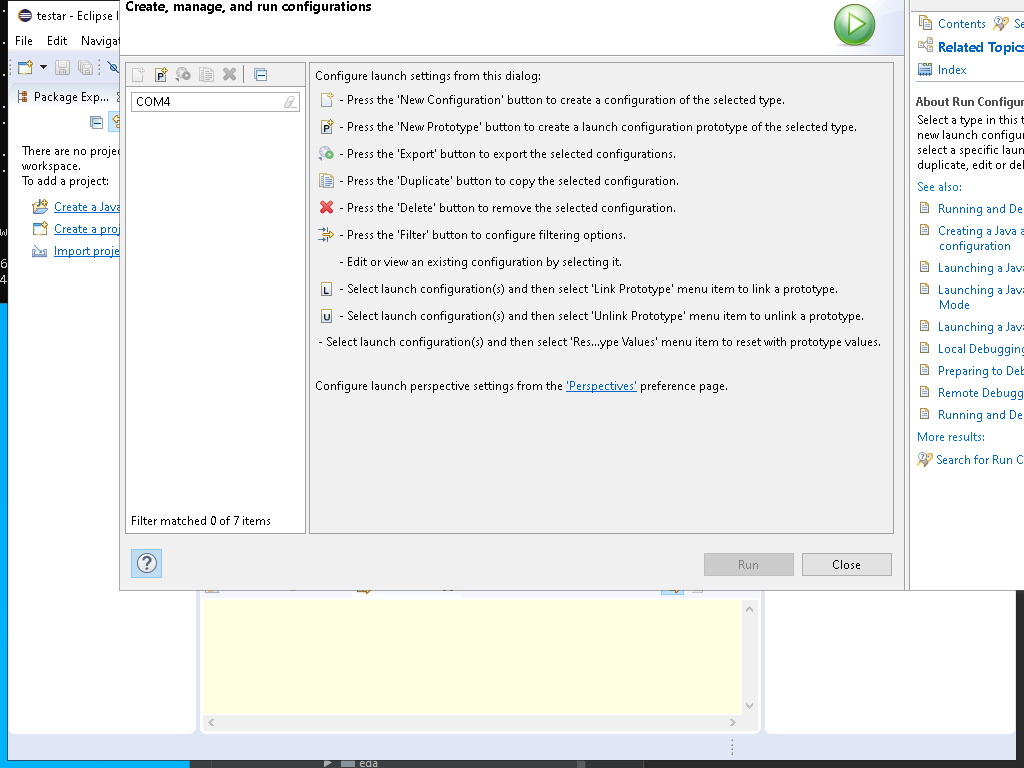 testar - Eclipse I
Create, manage, and run configurations
File Edit Navigat
Package Exp...
There are no projec
workspace.
To add a project:
Create a Java
Create a proj
Import proje
w
6
4
COM4
Filter matched 0 of 7 items
Configure launch settings from this dialog:
- Press the 'New Configuration' button to create a configuration of the selected type.
P - Press the 'New Prototype' button to create a launch configuration prototype of the selected type.
- Press the 'Export' button to export the selected configurations.
- Press the 'Duplicate' button to copy the selected configuration.
- Press the 'Delete' button to remove the selected configuration.
- Press the 'Filter' button to configure filtering options.
- Edit or view an existing configuration by selecting it.
L - Select launch configuration(s) and then select 'Link Prototype' menu item to link a prototype.
U - Select launch configuration(s) and then select 'Unlink Prototype' menu item to unlink a prototype.
- Select launch configuration(s) and then select 'Res...ype Values' menu item to reset with prototype values.
Configure launch perspective settings from the 'Perspectives' preference page.
?
Run Close
Contents Se
Related Topics
Index
About Run Configur
Select a type in this t
new launch configur
select a specific laun
duplicate, edit or del
See also:
Running and De
Creating a Java a
configuration
Launching a Java
Launching a Java
Mode
Launching a Java
Local Debugging
Preparing to Deb
Remote Debugg
Running and De
More results:
Search for Run C
eda